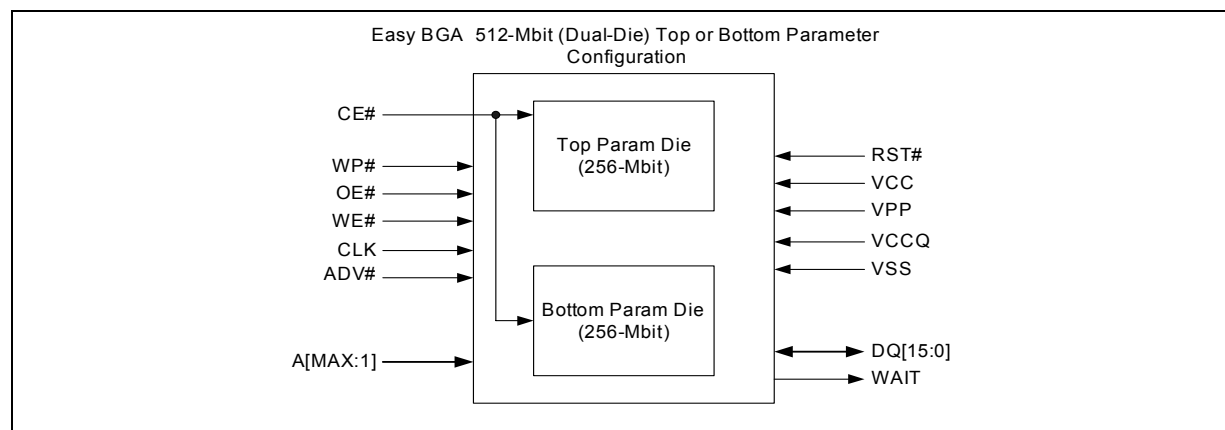 Easy BGA 512-Mbit (Dual-Die) Top or Bottom Parameter
Configuration
CE#
WP#
OE#
WE#
CLK
ADV#
A[MAX:1]
Top Param Die
(256-Mbit)
Bottom Param Die
(256-Mbit)
RST#
VCC
VPP
VCCQ
VSS
DQ[15:0]
WAIT